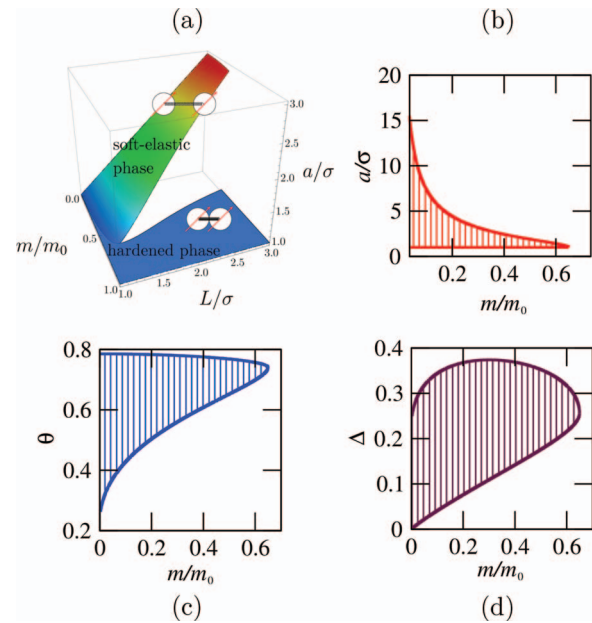 (a)
soft-elastic
phase
hardened phase
a/σ
3.0
2.5
2.0
1.5
1.0
m/m₀
0.0
0.5
1.0
L/σ
1.0
1.5
2.0
2.5
3.0
(b)
a/σ
20
15
10
5
0
0.2 0.4 0.6
m/m₀
θ
0.8
0.6
0.4
0.2
0 0.2 0.4 0.6
m/m₀
(c)
Δ
0.4
0.3
0.2
0.1
0
0 0.2 0.4 0.6
m/m₀
(d)